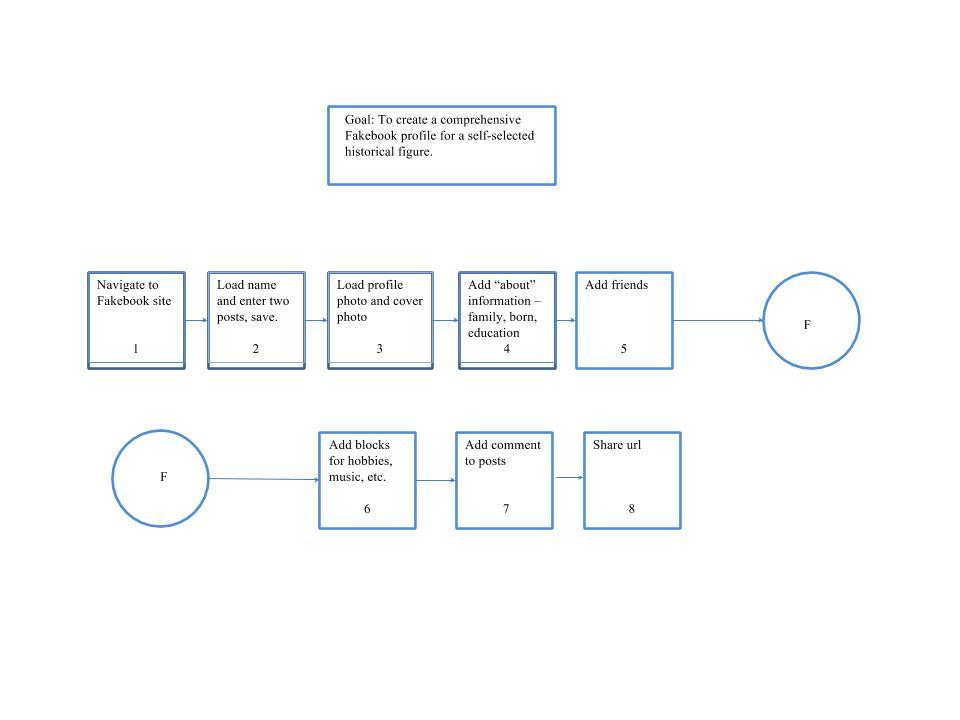 Goal: To create a comprehensive
Fakebook profile for a self-selected
historical figure.
Navigate to
Fakebook site
1
Load name
and enter two
posts, save.
2
Load profile
photo and cover
photo
3
Add “about”
information –
family, born,
education
4
Add friends
5
F
F
Add blocks
for hobbies,
music, etc.
6
Add comment
to posts
7
Share url
8